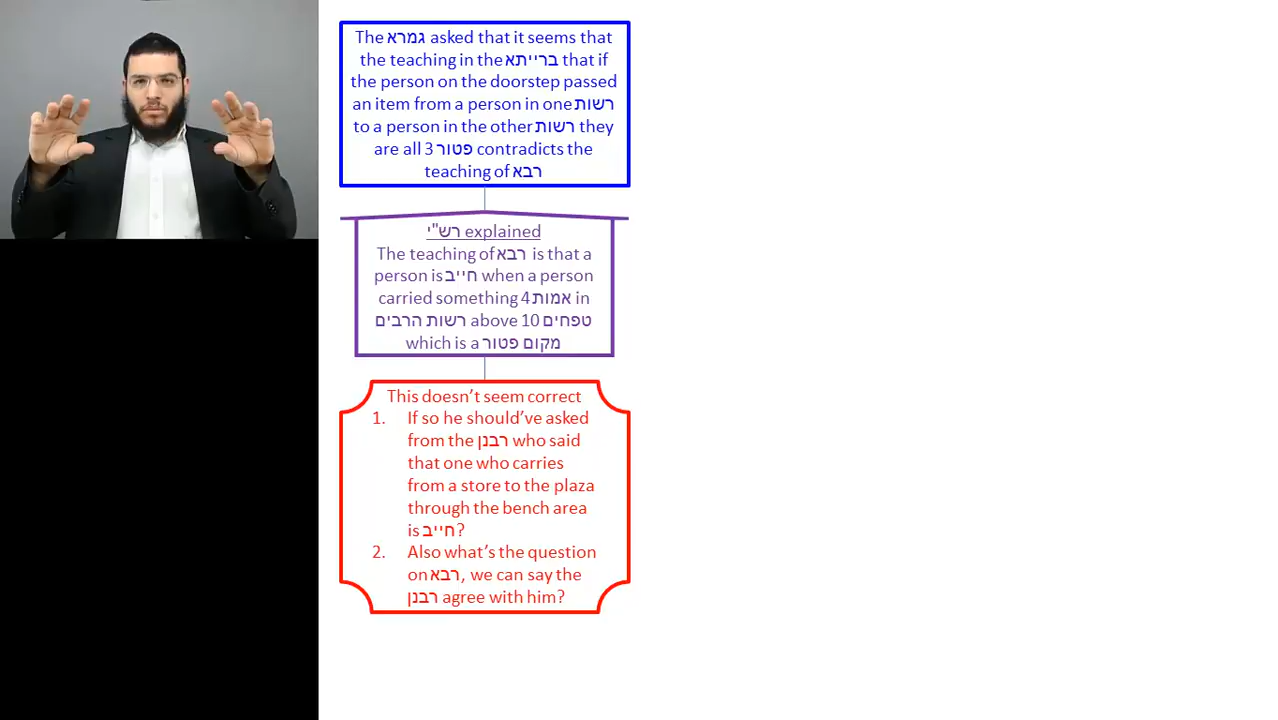 The גמרא asked that it seems that
the teaching in the ברייתא that if
the person on the doorstep passed
an item from a person in one רשות
to a person in the other רשות they
are all 3 פטור contradicts the
teaching of רבא
רש"י explained
The teaching of רבא is that a
person is חייב when a person
carried something 4 אמות in
רשות הרבים above 10 טפחים
which is a מקום פטור
This doesn't seem correct
1. If so he should've asked
from the רבנן who said
that one who carries
from a store to the plaza
through the bench area
is חייב?
2. Also what's the question
on רבא, we can say the
רבנן agree with him?